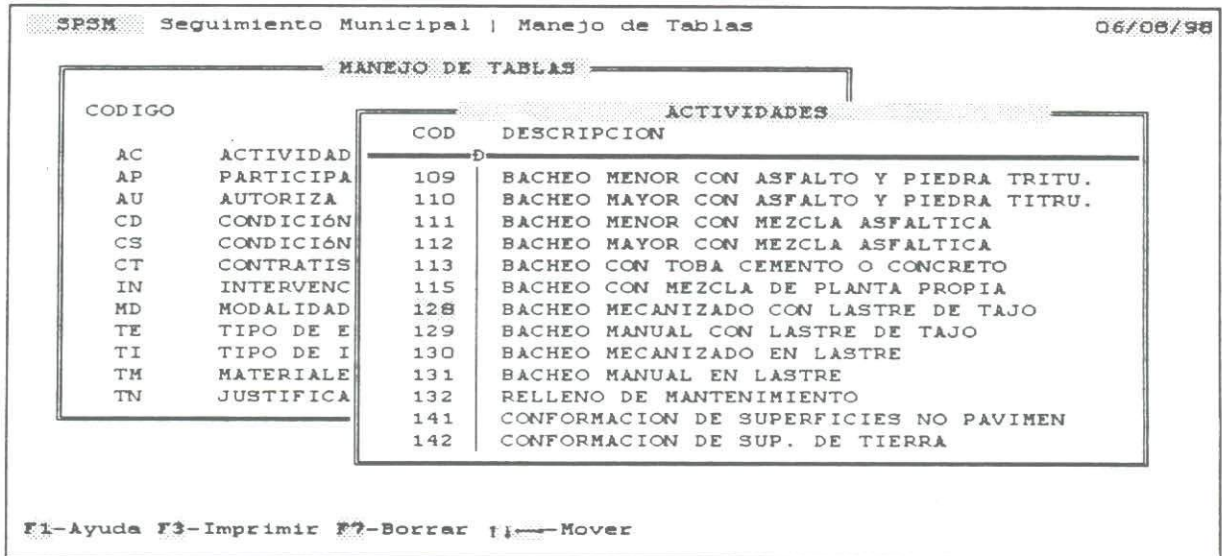 SPSM Seguimiento Municipal | Manejo de Tablas 06/08/98
MANEJO DE TABLAS
CODIGO
AC ACTIVIDAD
AP PARTICIPA
AU AUTORIZA
CD CONDICIóN
CS CONDICIóN
CT CONTRATIS
IN INTERVENC
MD MODALIDAD
TE TIPO DE E
TI TIPO DE I
TM MATERIALE
TN JUSTIFICA
ACTIVIDADES
COD DESCRIPCION
109 BACHEO MENOR CON ASFALTO Y PIEDRA TRITU.
110 BACHEO MAYOR CON ASFALTO Y PIEDRA TITRU.
111 BACHEO MENOR CON MEZCLA ASFALTICA
112 BACHEO MAYOR CON MEZCLA ASFALTICA
113 BACHEO CON TOBA CEMENTO O CONCRETO
115 BACHEO CON MEZCLA DE PLANTA PROPIA
128 BACHEO MECANIZADO CON LASTRE DE TAJO
129 BACHEO MANUAL CON LASTRE DE TAJO
130 BACHEO MECANIZADO EN LASTRE
131 BACHEO MANUAL EN LASTRE
132 RELLENO DE MANTENIMIENTO
141 CONFORMACION DE SUPERFICIES NO PAVIMEN
142 CONFORMACION DE SUP. DE TIERRA
F1-Ayuda F3-Imprimir F7-Borrar ↑↓←—Mover